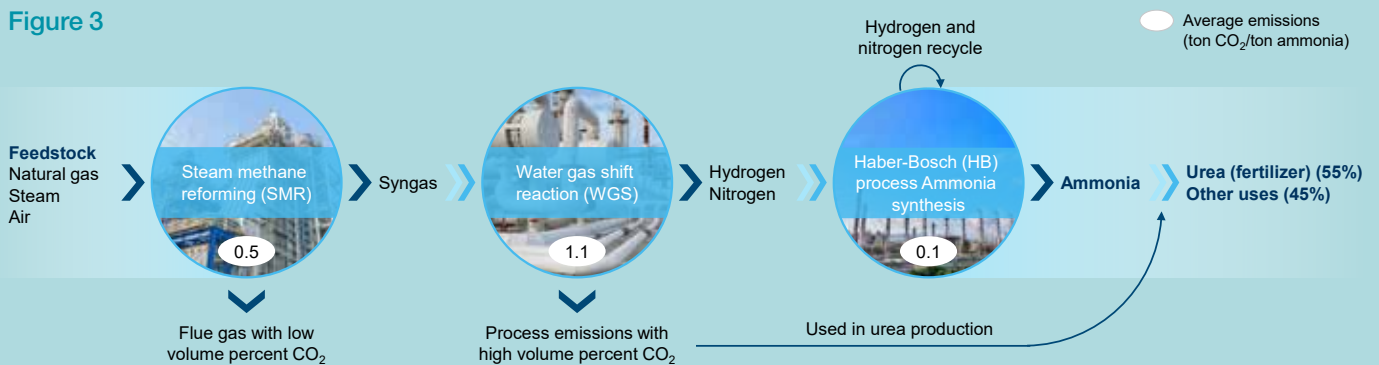 Figure 3
Average emissions
(ton CO₂/ton ammonia)
Hydrogen and
nitrogen recycle
Feedstock
Natural gas
Steam
Air
Steam methane
reforming (SMR)
0.5
Syngas
Water gas shift
reaction (WGS)
1.1
Hydrogen
Nitrogen
Haber-Bosch (HB)
process Ammonia
synthesis
0.1
Ammonia
Urea (fertilizer) (55%)
Other uses (45%)
Flue gas with low
volume percent CO₂
Process emissions with
high volume percent CO₂
Used in urea production